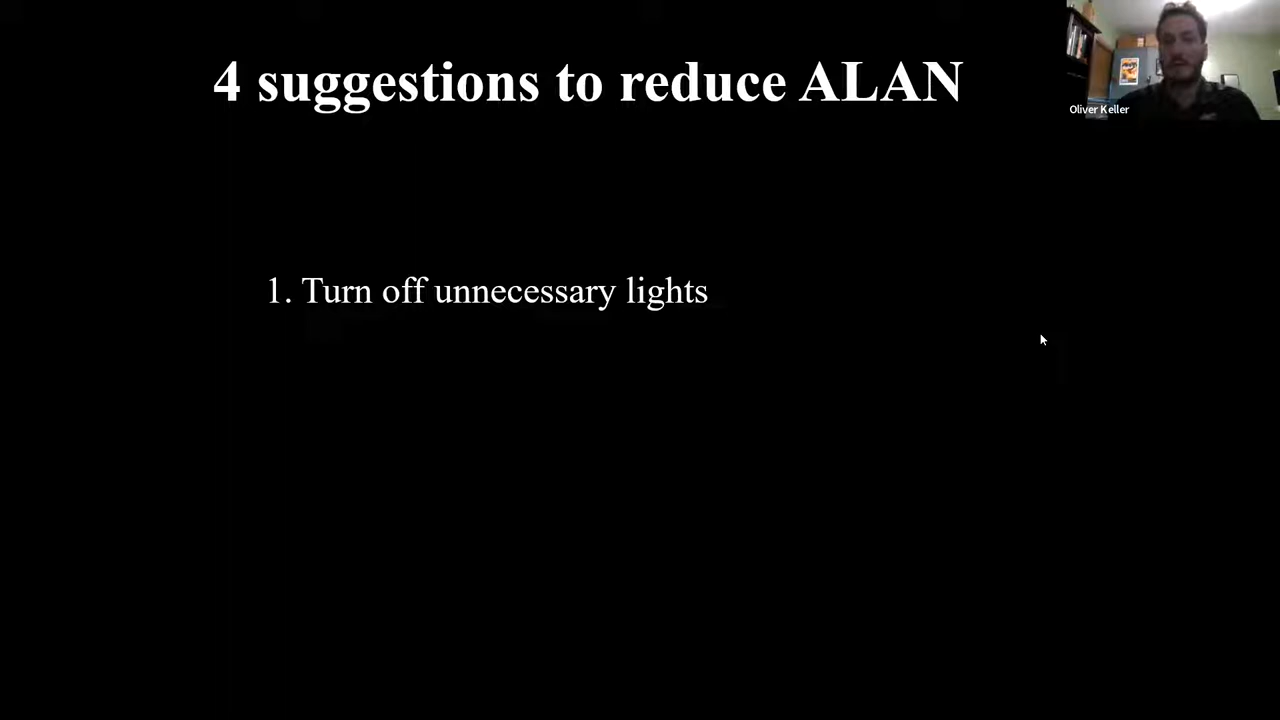 4 suggestions to reduce ALAN
Oliver Keller
1. Turn off unnecessary lights